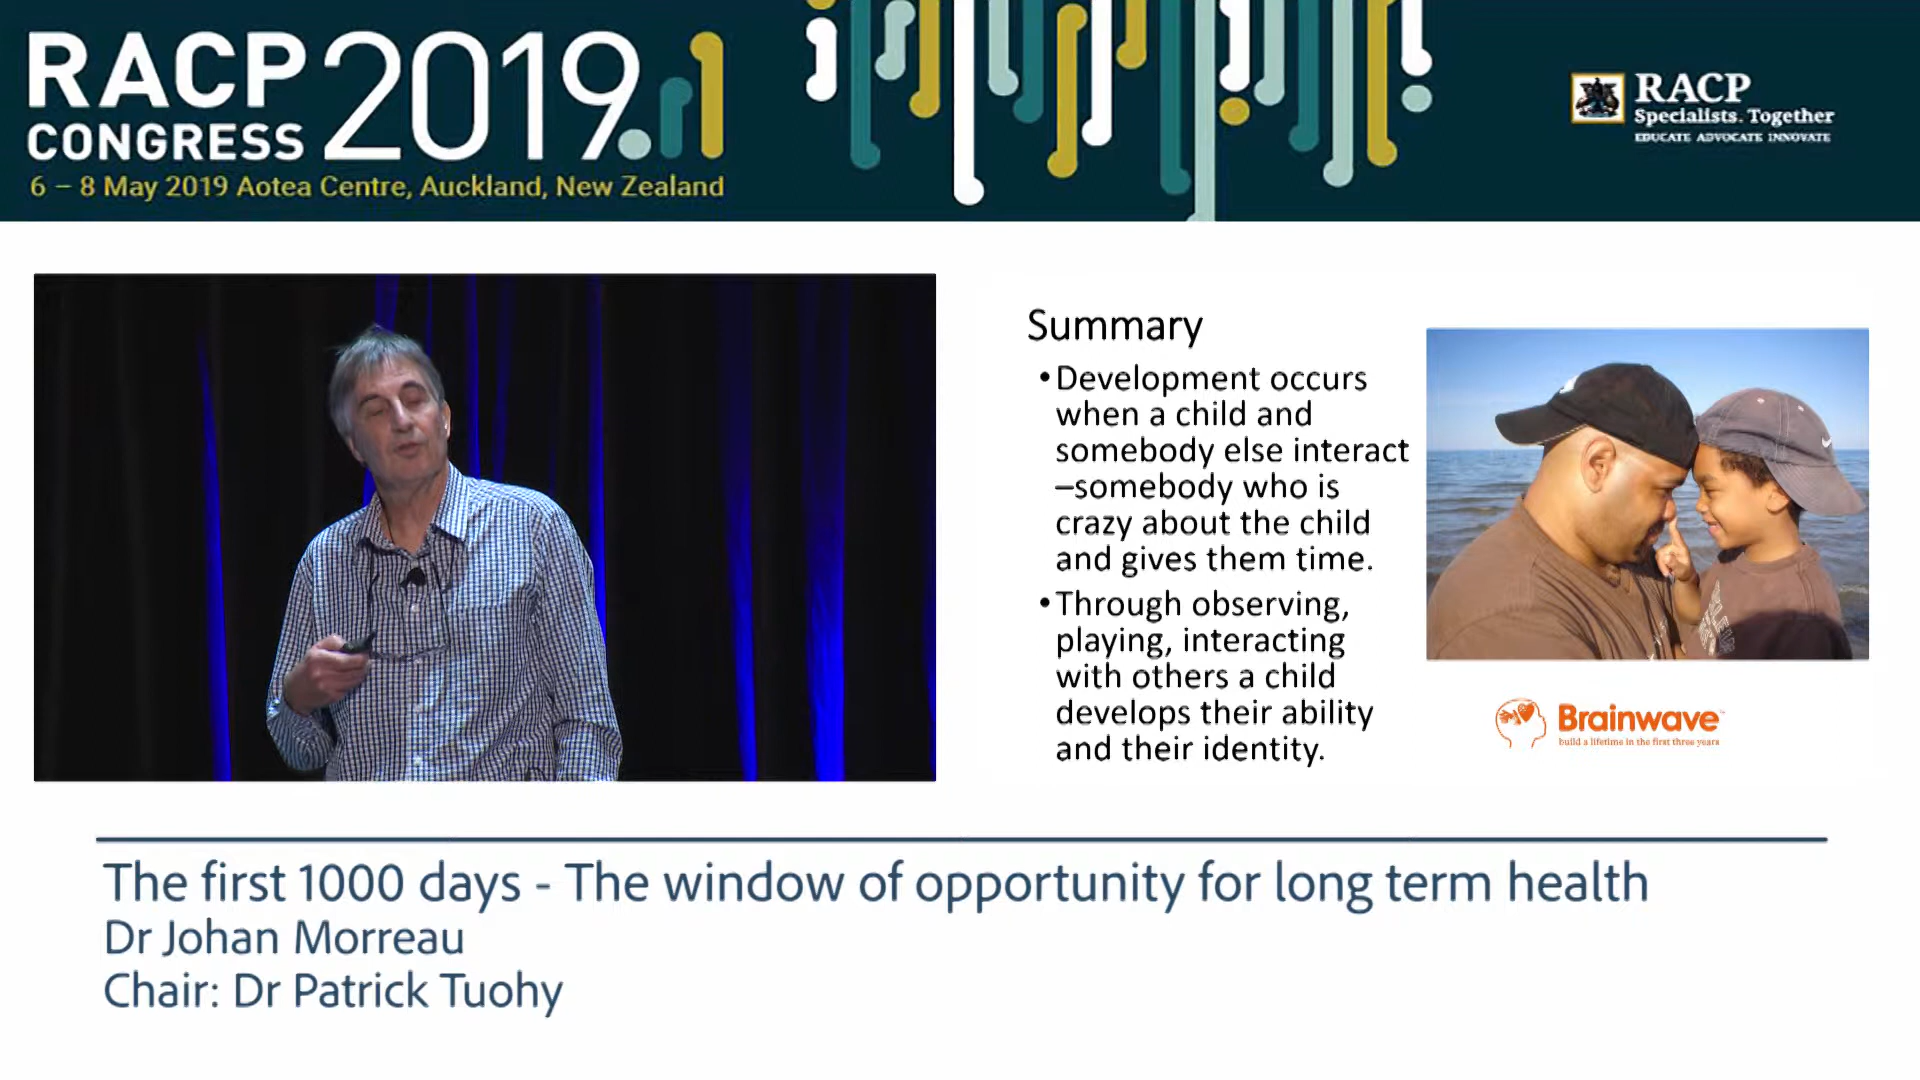 RACP
CONGRESS
2019
6 – 8 May 2019 Aotea Centre, Auckland, New Zealand
RACP
Specialists. Together
EDUCATE ADVOCATE INNOVATE
Summary
•Development occurs
when a child and
somebody else interact
–somebody who is
crazy about the child
and gives them time.
•Through observing,
playing, interacting
with others a child
develops their ability
and their identity.
Brainwave
build a lifetime in the first three years
The first 1000 days - The window of opportunity for long term health
Dr Johan Morreau
Chair: Dr Patrick Tuohy